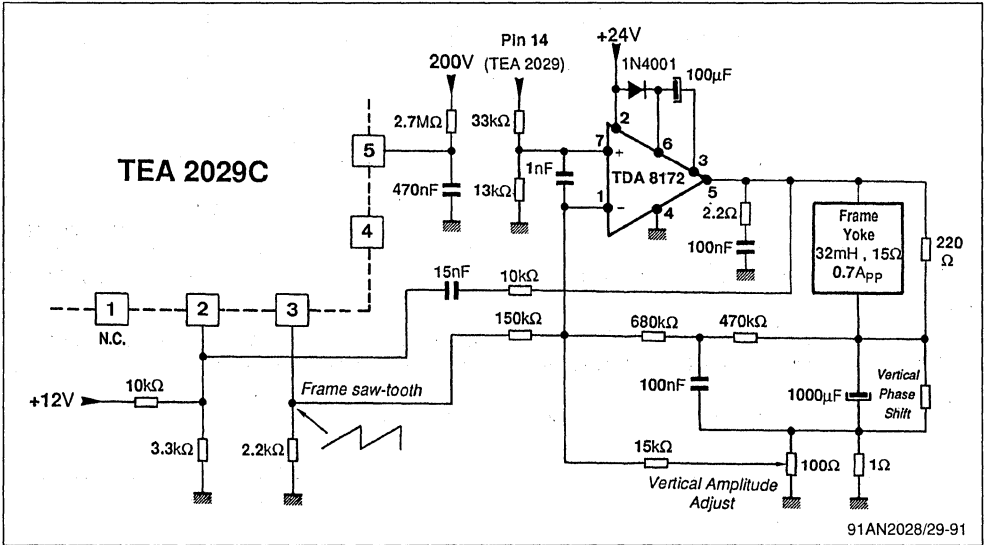 +24V
Pin 14
200V
(TEA 2029)
1N4001
100µF
2.7MΩ
33kΩ
2
5
7
+
6
3
TEA 2029C
1nF
TDA 8172
5
470nF
13kΩ
1
-
4
2.2Ω
Frame
Yoke
32mH , 15Ω
0.7APP
220
Ω
4
100nF
15nF
10kΩ
1
2
3
150kΩ
680kΩ
470kΩ
N.C.
100nF
1000µF
Vertical
Phase
Shift
10kΩ
Frame saw-tooth
+12V
3.3kΩ
2.2kΩ
15kΩ
100Ω
1Ω
Vertical Amplitude
Adjust
91AN2028/29-91